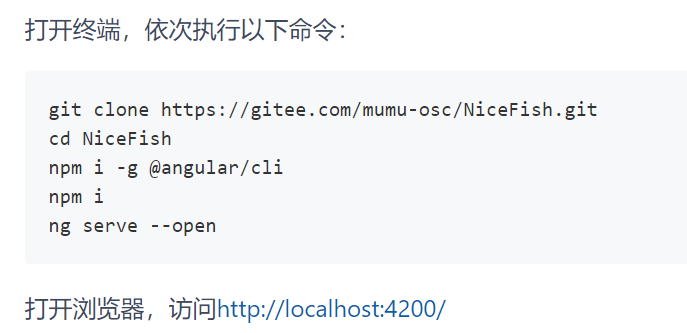 打开终端，依次执行以下命令：
git clone https://gitee.com/mumu-osc/NiceFish.git
cd NiceFish
npm i -g @angular/cli
npm i
ng serve --open
打开浏览器，访问http://localhost:4200/